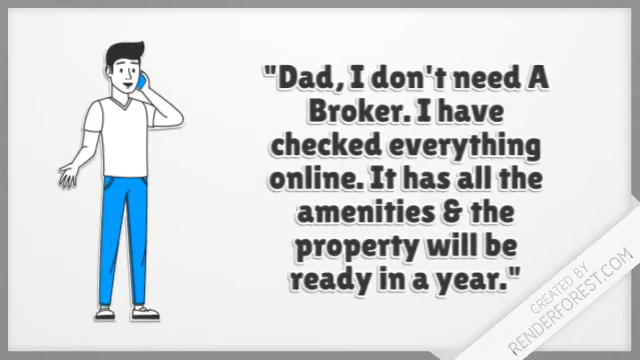 "Dad, I don't need A
Broker. I have
checked everything
online. It has all the
amenities & the
property will be
ready in a year."
CREATED BY
RENDERFOREST.COM